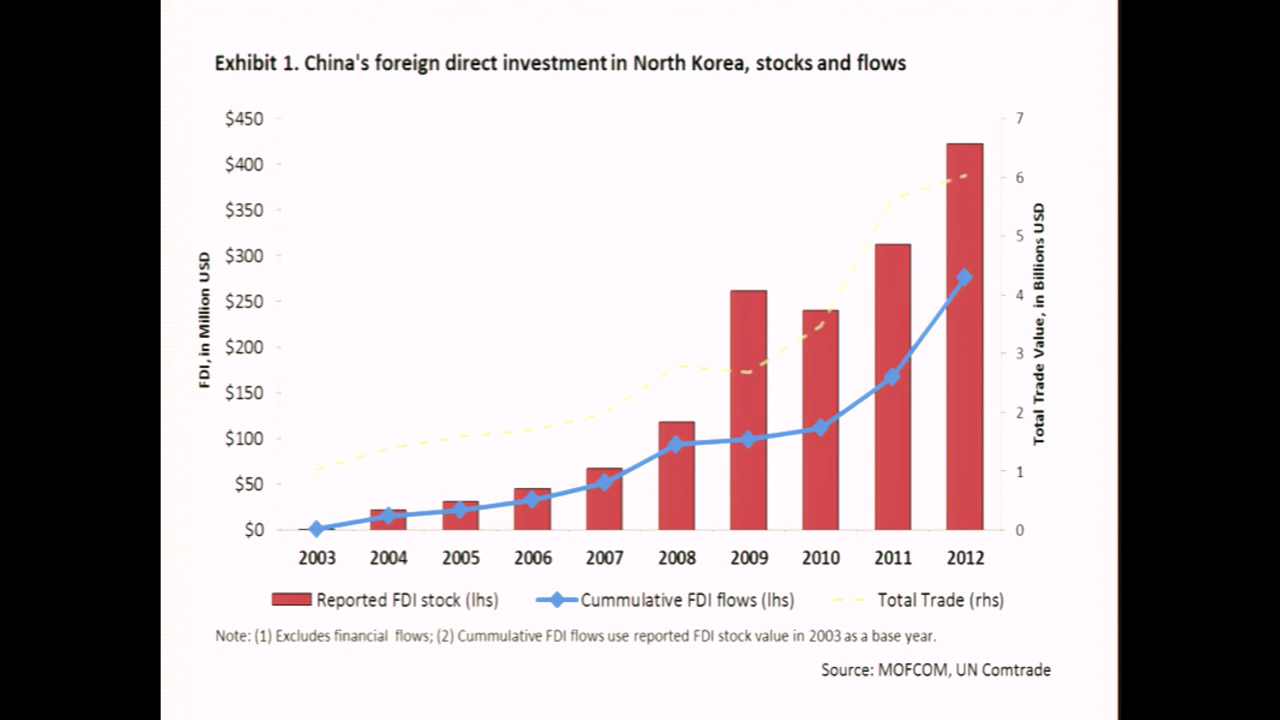 Exhibit 1. China's foreign direct investment in North Korea, stocks and flows
$450
$400
$350
$300
$250
$200
$150
$100
$50
$0
FDI, in Million USD
7
6
5
4
3
2
1
0
Total Trade Value, in Billions USD
2003 2004 2005 2006 2007 2008 2009 2010 2011 2012
Reported FDI stock (lhs) Cummulative FDI flows (lhs) Total Trade (rhs)
Note: (1) Excludes financial flows; (2) Cummulative FDI flows use reported FDI stock value in 2003 as a base year.
Source: MOFCOM, UN Comtrade